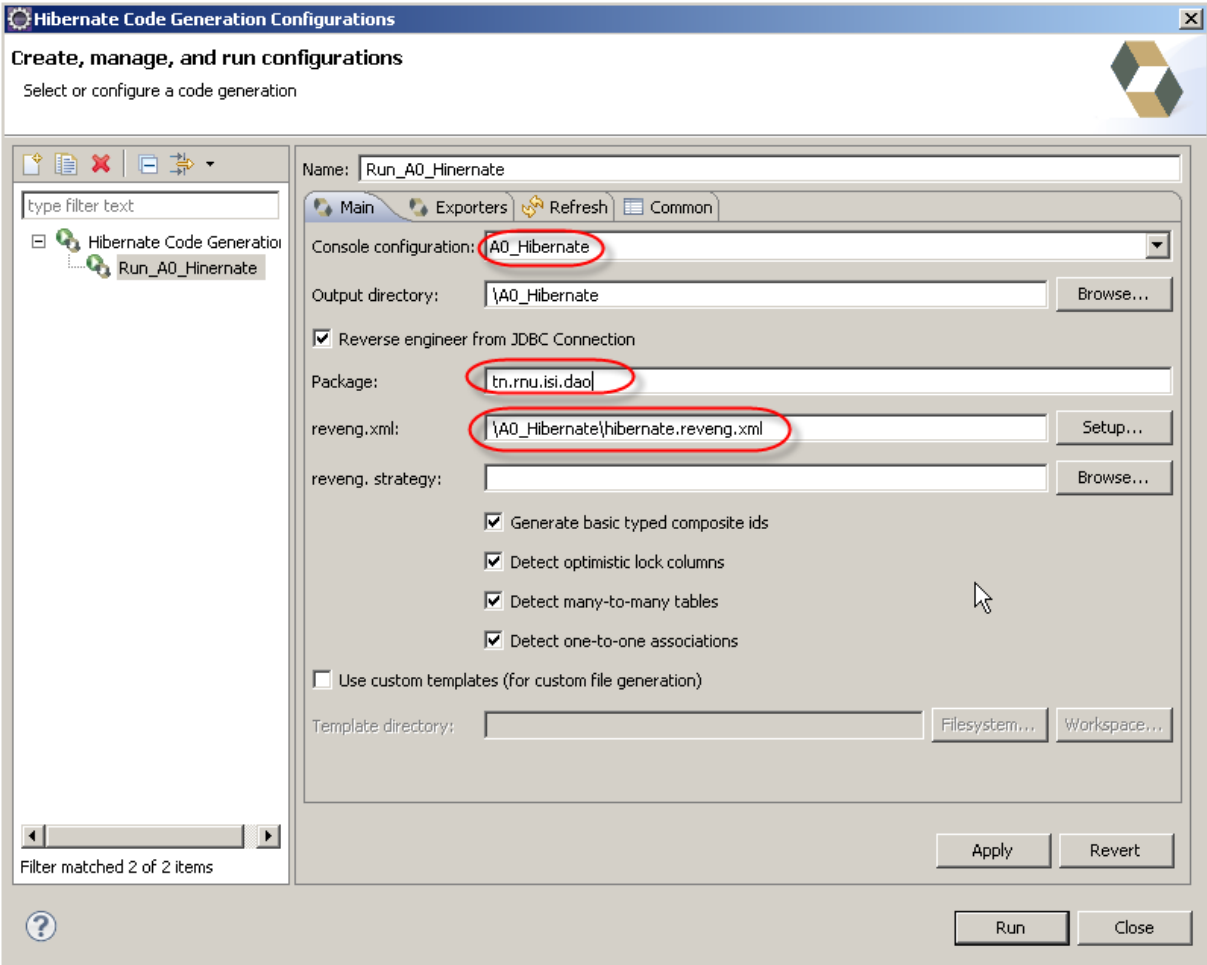 Hibernate Code Generation Configurations
Create, manage, and run configurations
Select or configure a code generation
type filter text
Hibernate Code Generation
Run_A0_Hinernate
Filter matched 2 of 2 items
Name: Run_A0_Hinernate
Main Exporters Refresh Common
Console configuration: A0_Hibernate
Output directory: \A0_Hibernate Browse...
Reverse engineer from JDBC Connection
Package: tn.rnu.isi.dao
reveng.xml: \A0_Hibernate\hibernate.reveng.xml Setup...
reveng. strategy: Browse...
Generate basic typed composite ids
Detect optimistic lock columns
Detect many-to-many tables
Detect one-to-one associations
Use custom templates (for custom file generation)
Template directory: Filesystem... Workspace...
Apply Revert
? Run Close